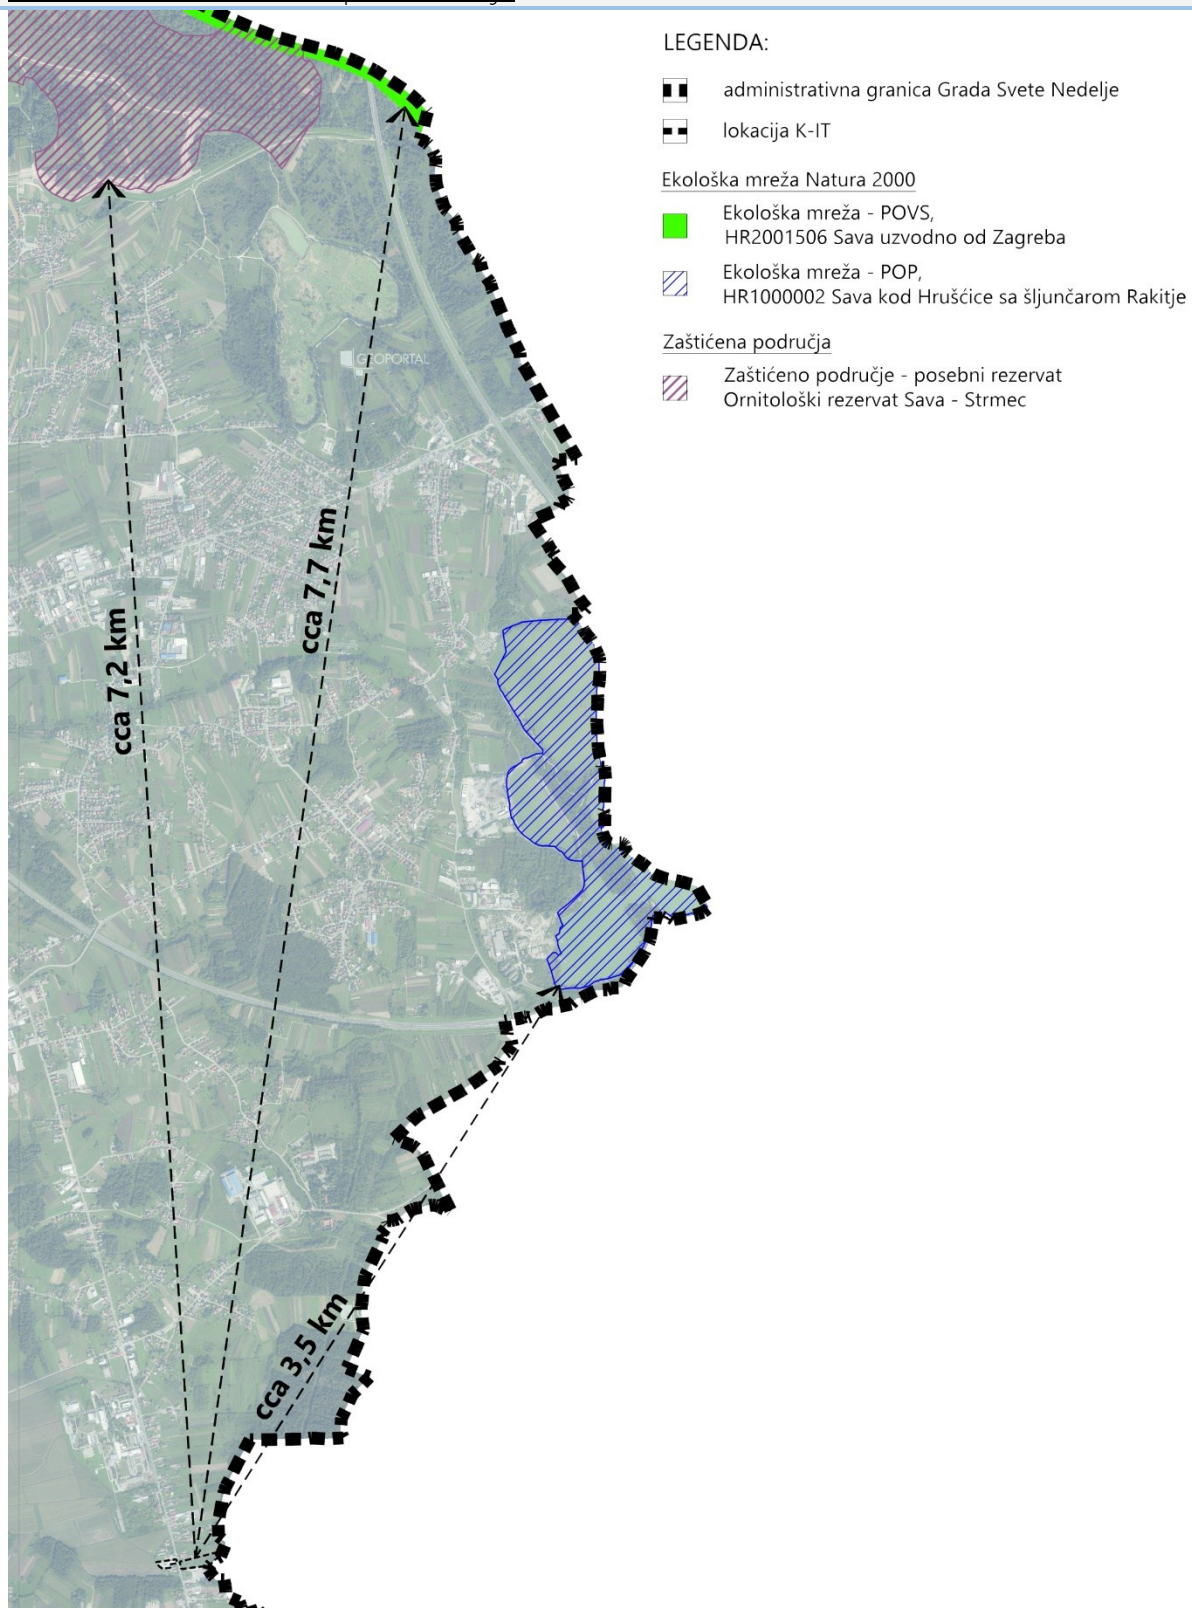 LEGENDA:
administrativna granica Grada Svete Nedelje
lokacija K-IT
Ekološka mreža Natura 2000
Ekološka mreža - POVS,
HR2001506 Sava uzvodno od Zagreba
Ekološka mreža - POP,
HR1000002 Sava kod Hrušćice sa šljunčarom Rakitje
Zaštićena područja
Zaštićeno područje - posebni rezervat
Ornitološki rezervat Sava - Strmec
GEOPORTAL
cca 7,7 km
cca 7,2 km
cca 3,5 km